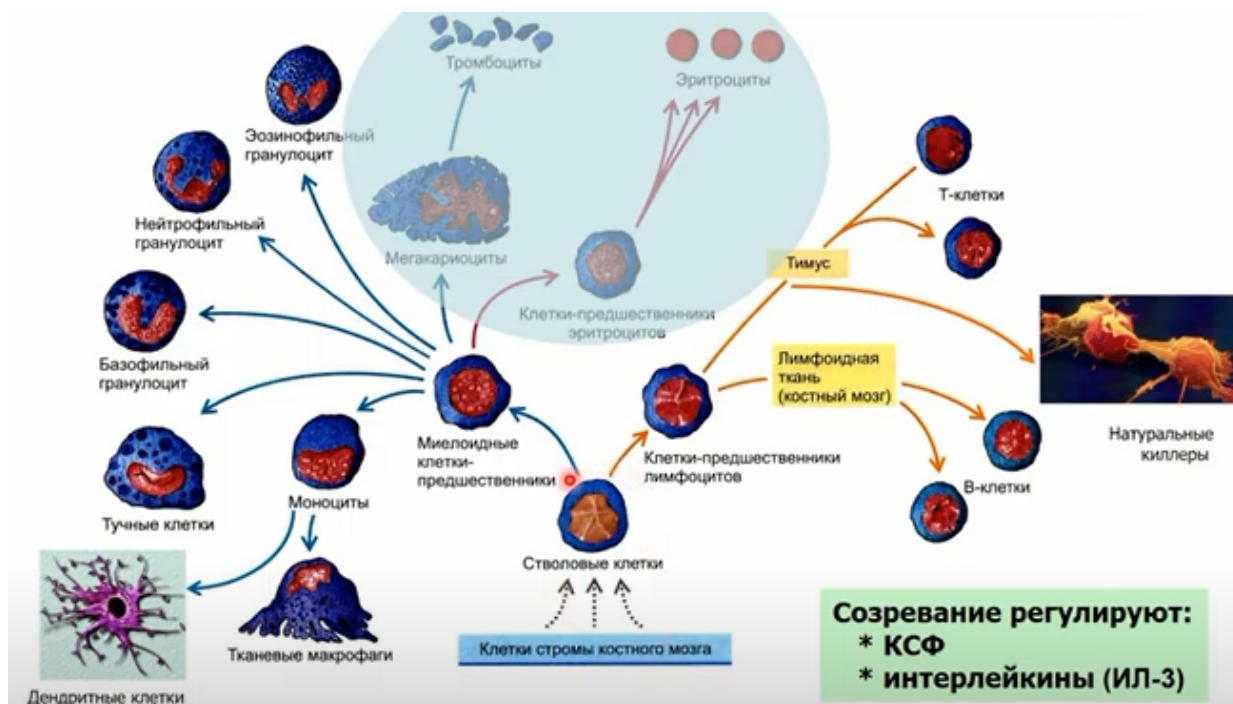 Тромбоциты
Эритроциты
Эозинофильный
гранулоцит
Нейтрофильный
гранулоцит
Т-клетки
Мегакариоциты
Тимус
Клетки-предшественники
эритроцитов
Базофильный
гранулоцит
Лимфоидная
ткань
(костный мозг)
Миелоидные
клетки-
предшественники
Клетки-предшественники
лимфоцитов
Натуральные
киллеры
В-клетки
Моноциты
Тучные клетки
Стволовые клетки
Клетки стромы костного мозга
Тканевые макрофаги
Дендритные клетки
Созревание регулируют:
* КСФ
* интерлейкины (ИЛ-3)